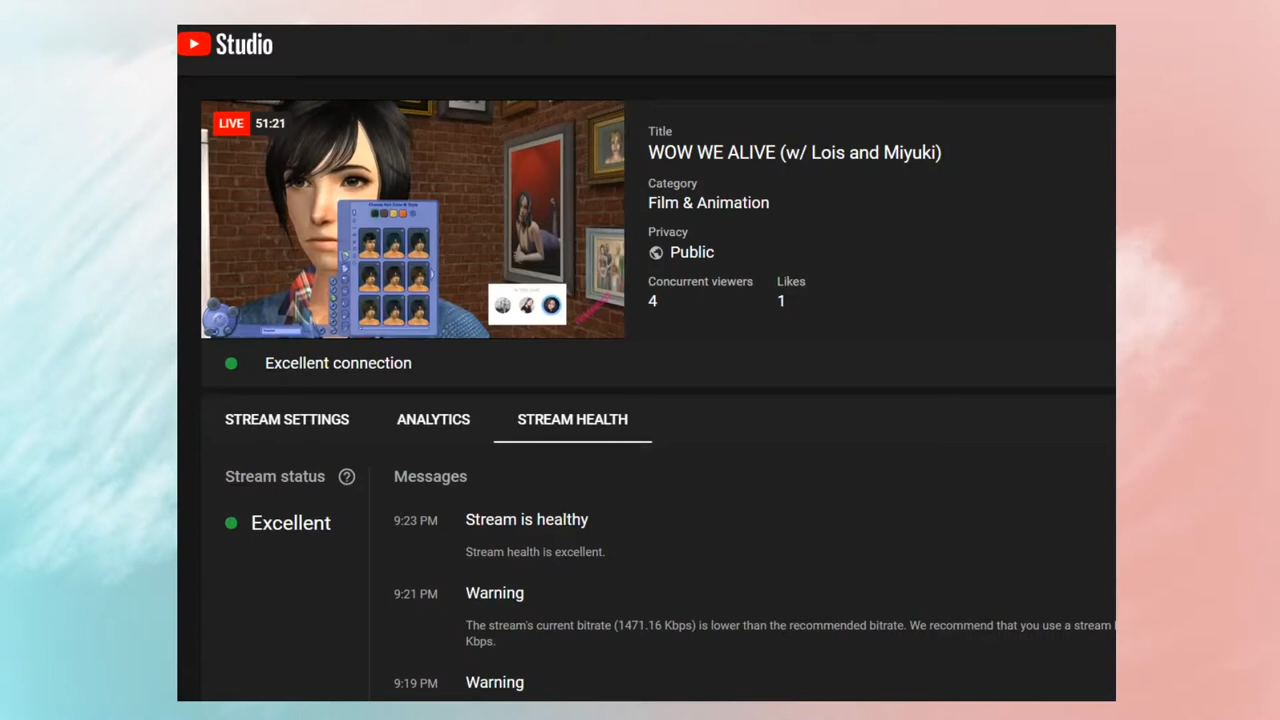 Studio
LIVE 51:21
Title
WOW WE ALIVE (w/ Lois and Miyuki)
Category
Film & Animation
Privacy
Public
Concurrent viewers Likes
4 1
Excellent connection
STREAM SETTINGS ANALYTICS STREAM HEALTH
Stream status ? Messages
Excellent
9:23 PM Stream is healthy
Stream health is excellent.
9:21 PM Warning
The stream's current bitrate (1471.16 Kbps) is lower than the recommended bitrate. We recommend that you use a stream
Kbps.
9:19 PM Warning